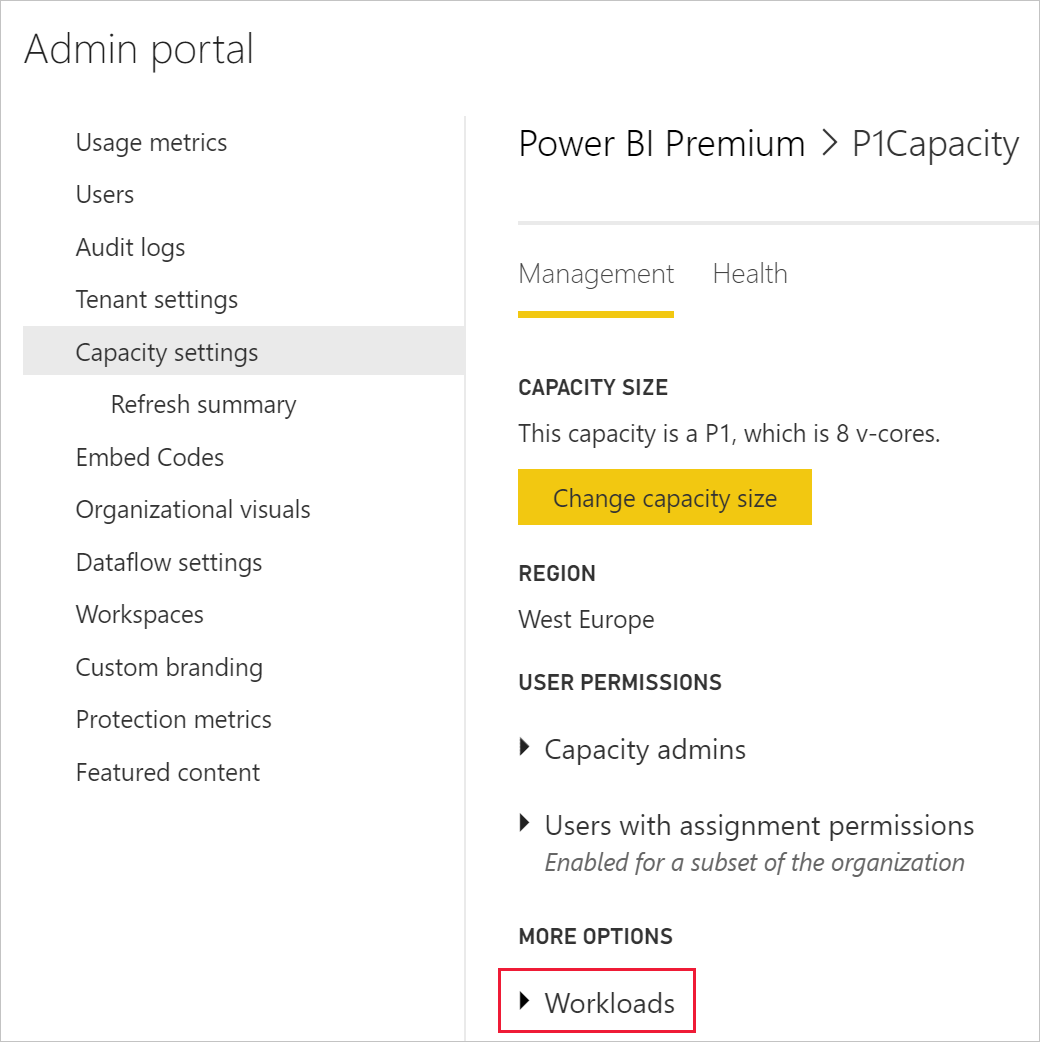 Admin portal
Usage metrics
Users
Audit logs
Tenant settings
Capacity settings
Refresh summary
Embed Codes
Organizational visuals
Dataflow settings
Workspaces
Custom branding
Protection metrics
Featured content
Power BI Premium > P1Capacity
Management Health
CAPACITY SIZE
This capacity is a P1, which is 8 v-cores.
Change capacity size
REGION
West Europe
USER PERMISSIONS
Capacity admins
Users with assignment permissions
Enabled for a subset of the organization
MORE OPTIONS
Workloads